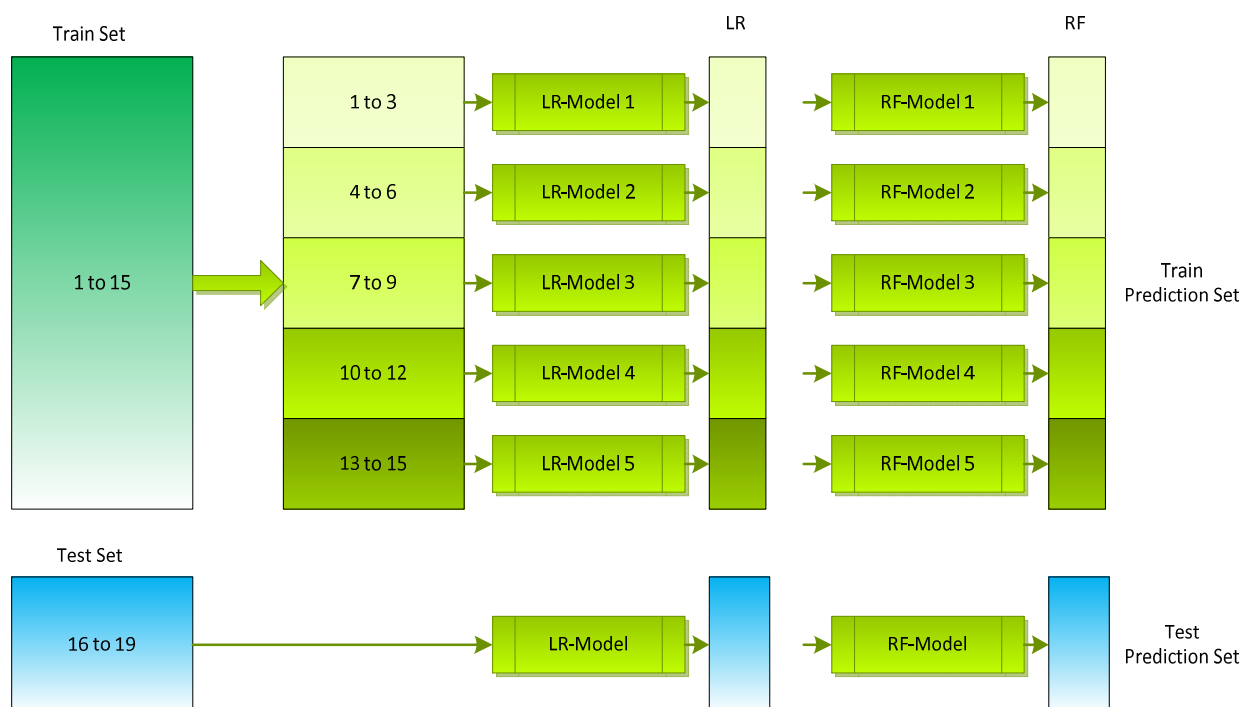 LR
RF
Train Set
1 to 3
LR-Model 1
RF-Model 1
4 to 6
LR-Model 2
RF-Model 2
1 to 15
7 to 9
LR-Model 3
RF-Model 3
Train
Prediction Set
10 to 12
LR-Model 4
RF-Model 4
13 to 15
LR-Model 5
RF-Model 5
Test Set
16 to 19
LR-Model
RF-Model
Test
Prediction Set